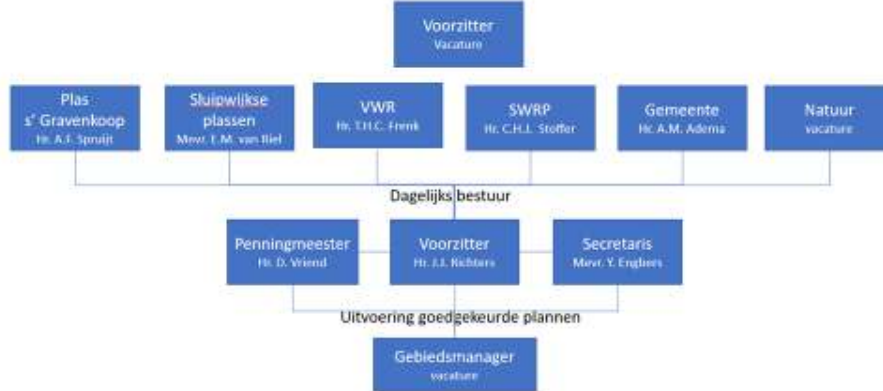 Voorzitter
Vacature
Plas
s' Gravenkoop
Hr. A.F. Spruijt
Sluipwijkse
plassen
Mevr. E.M. van Riel
VWR
Hr. T.H.C. Frenk
SWRP
Hr. C.H.J. Stoffer
Gemeente
Hr. A.M. Adema
Natuur
vacature
Dagelijks bestuur
Penningmeester
Hr. D. Vriend
Voorzitter
Hr. J.J. Richters
Secretaris
Mevr. Y. Engbers
Uitvoering goedgekeurde plannen
Gebiedsmanager
vacature